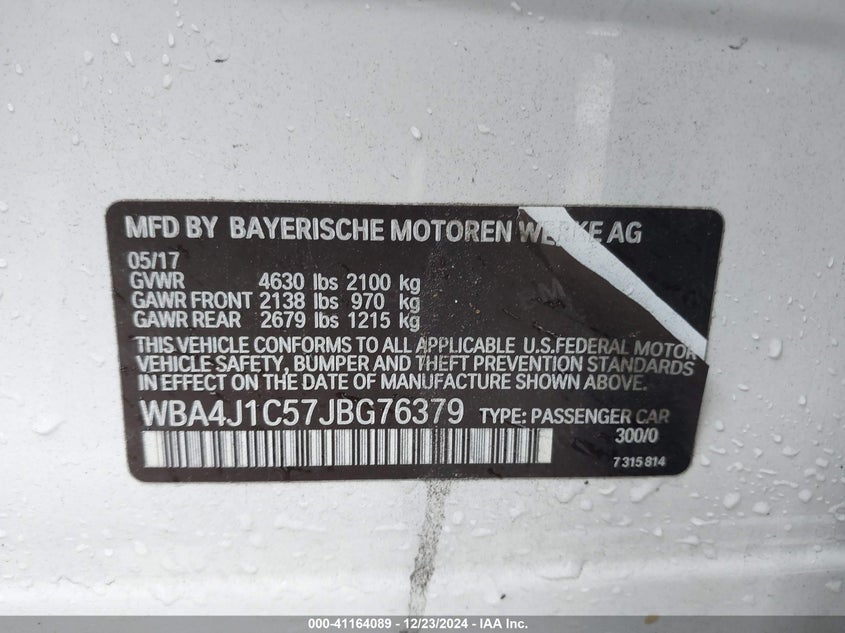 MFD BY BAYERISCHE MOTOREN WERKE AG
05/17
GVWR 4630 lbs 2100 kg
GAWR FRONT 2138 lbs 970 kg
GAWR REAR 2679 lbs 1215 kg
THIS VEHICLE CONFORMS TO ALL APPLICABLE U.S.FEDERAL MOTOR
VEHICLE SAFETY, BUMPER AND THEFT PREVENTION STANDARDS
IN EFFECT ON THE DATE OF MANUFACTURE SHOWN ABOVE.
WBA4J1C57JBG76379 TYPE: PASSENGER CAR
300/0
7315814
000-41164089 - 12/23/2024 - IAA Inc.